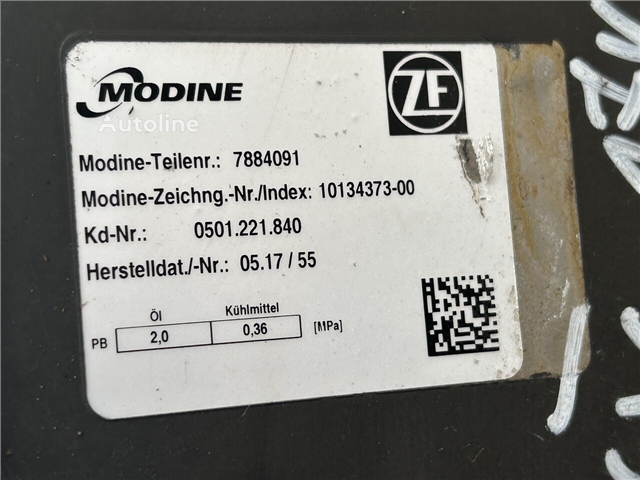 MODINE
ZF
Autoline
Modine-Teilenr.: 7884091
Modine-Zeichng.-Nr./Index: 10134373-00
Kd-Nr.: 0501.221.840
Herstelldat./-Nr.: 05.17 / 55
Öl Kühlmittel
PB 2,0 0,36 [MPa]